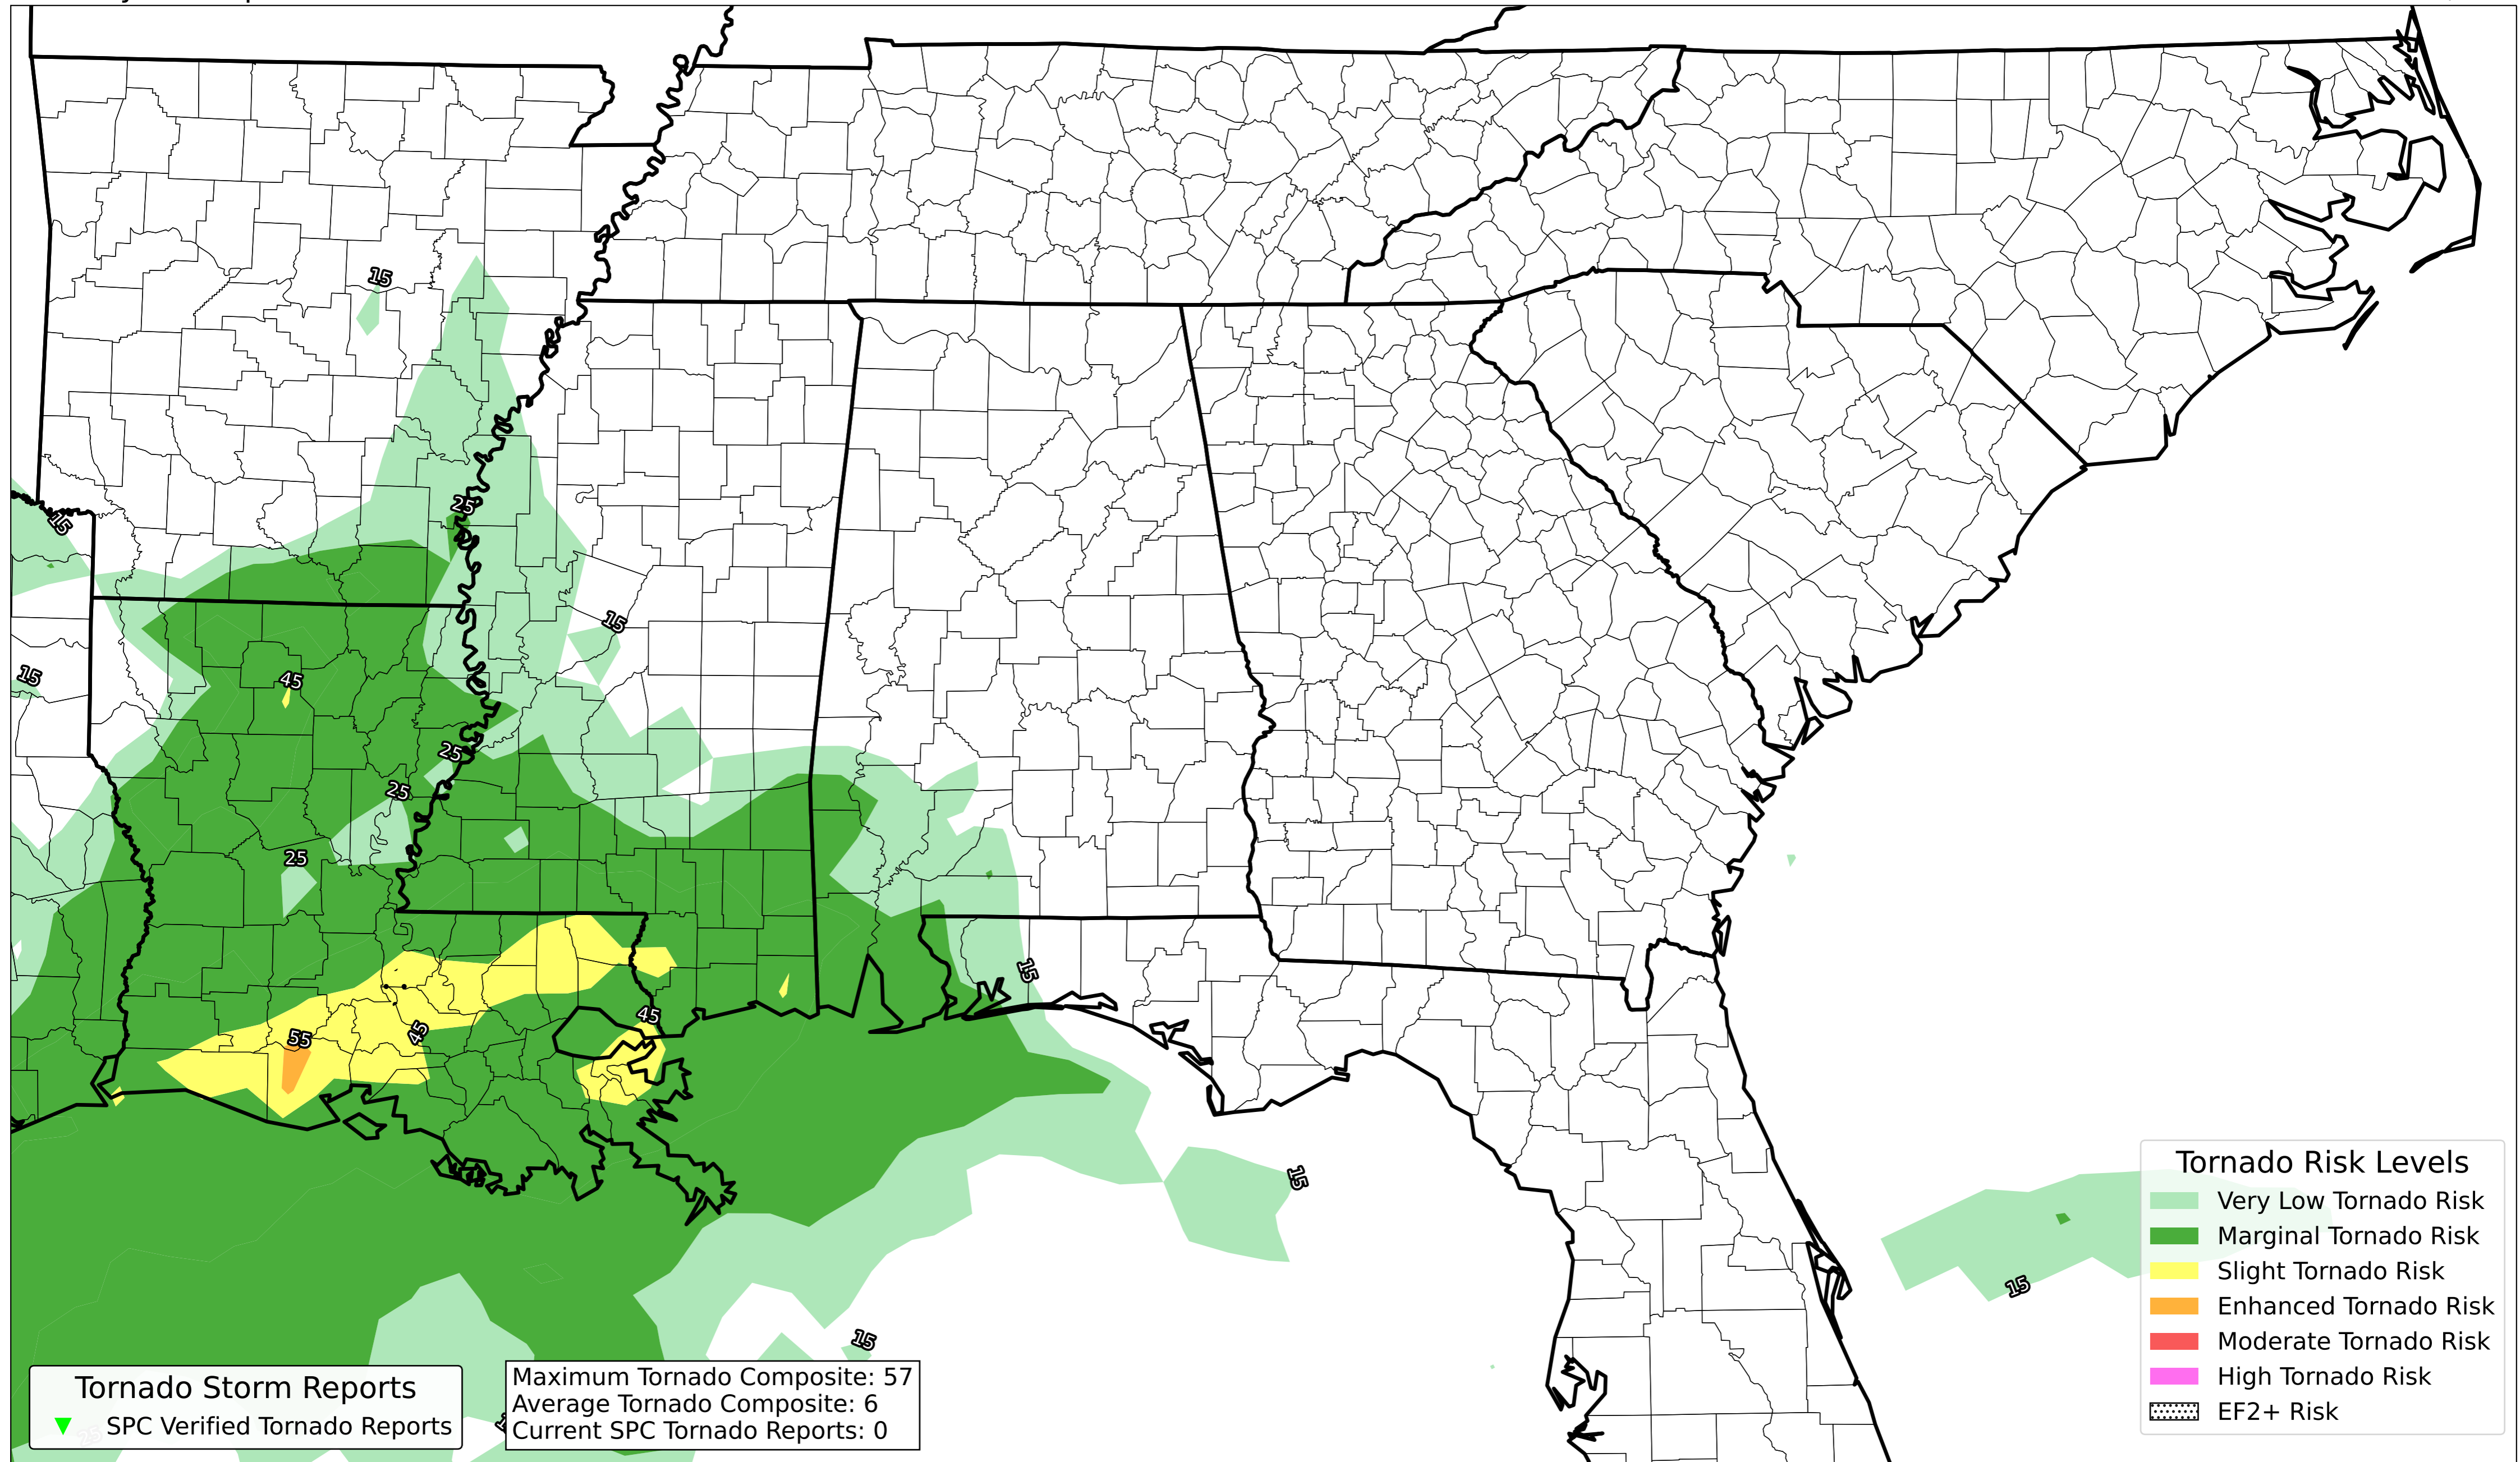 15
15
25
15
15
45
25
25
25
15
55
45
45
15
15
15
Tornado Risk Levels
Very Low Tornado Risk
Marginal Tornado Risk
Slight Tornado Risk
Enhanced Tornado Risk
Moderate Tornado Risk
High Tornado Risk
EF2+ Risk
15
Tornado Storm Reports
SPC Verified Tornado Reports
Maximum Tornado Composite: 57
Average Tornado Composite: 6
Current SPC Tornado Reports: 0